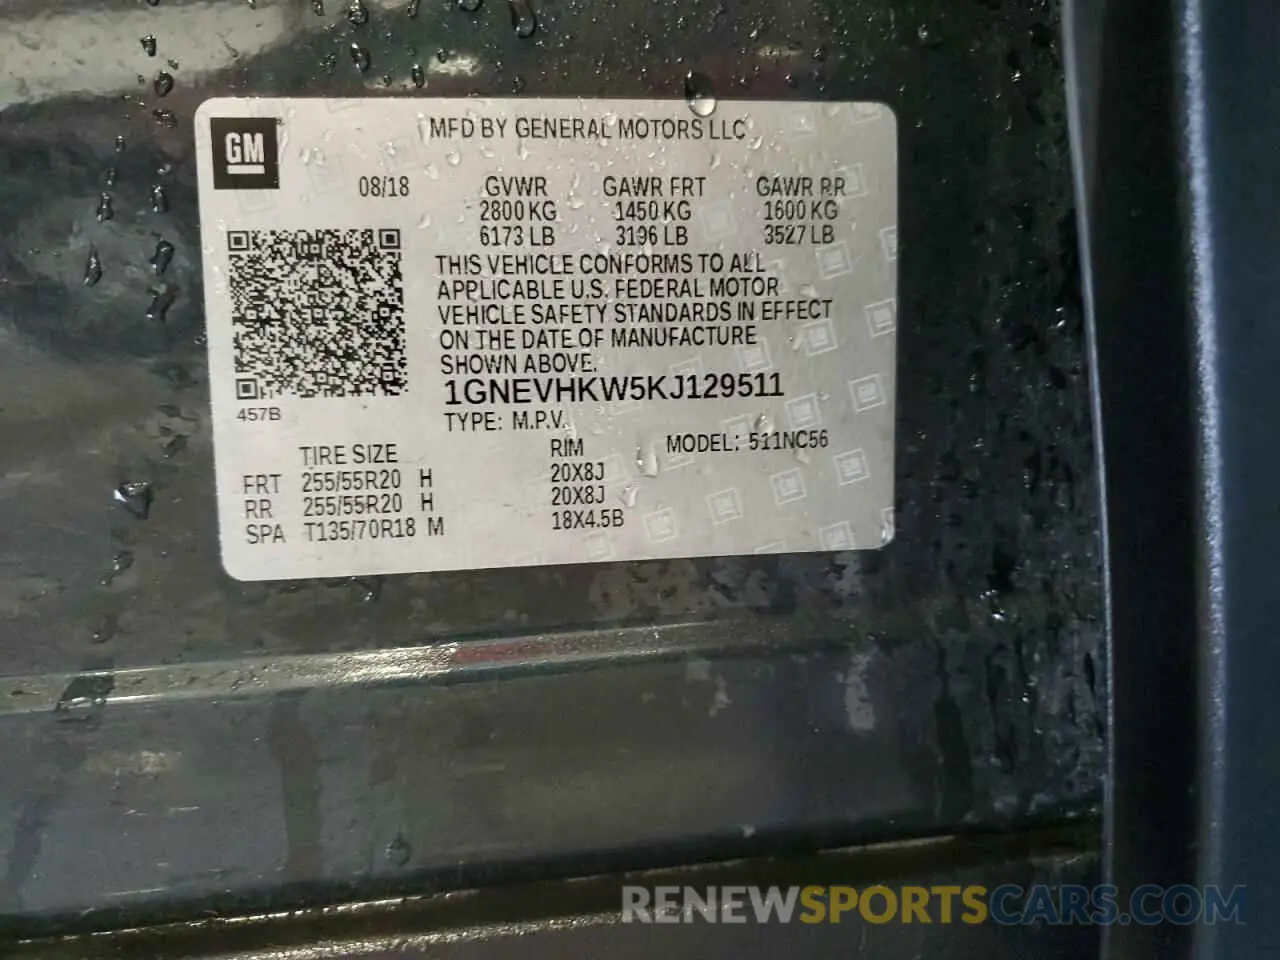 GM
MFD BY GENERAL MOTORS LLC
08/18 GVWR GAWR FRT GAWR RR
2800 KG 1450 KG 1600 KG
6173 LB 3196 LB 3527 LB
THIS VEHICLE CONFORMS TO ALL
APPLICABLE U.S. FEDERAL MOTOR
VEHICLE SAFETY STANDARDS IN EFFECT
ON THE DATE OF MANUFACTURE
SHOWN ABOVE.
1GNEVHKW5KJ129511
457B
TYPE: M.P.V.
TIRE SIZE RIM MODEL: 511NC56
FRT 255/55R20 H 20X8J
RR 255/55R20 H 20X8J
SPA T135/70R18 M 18X4.5B
RENEWSPORTSCARS.COM